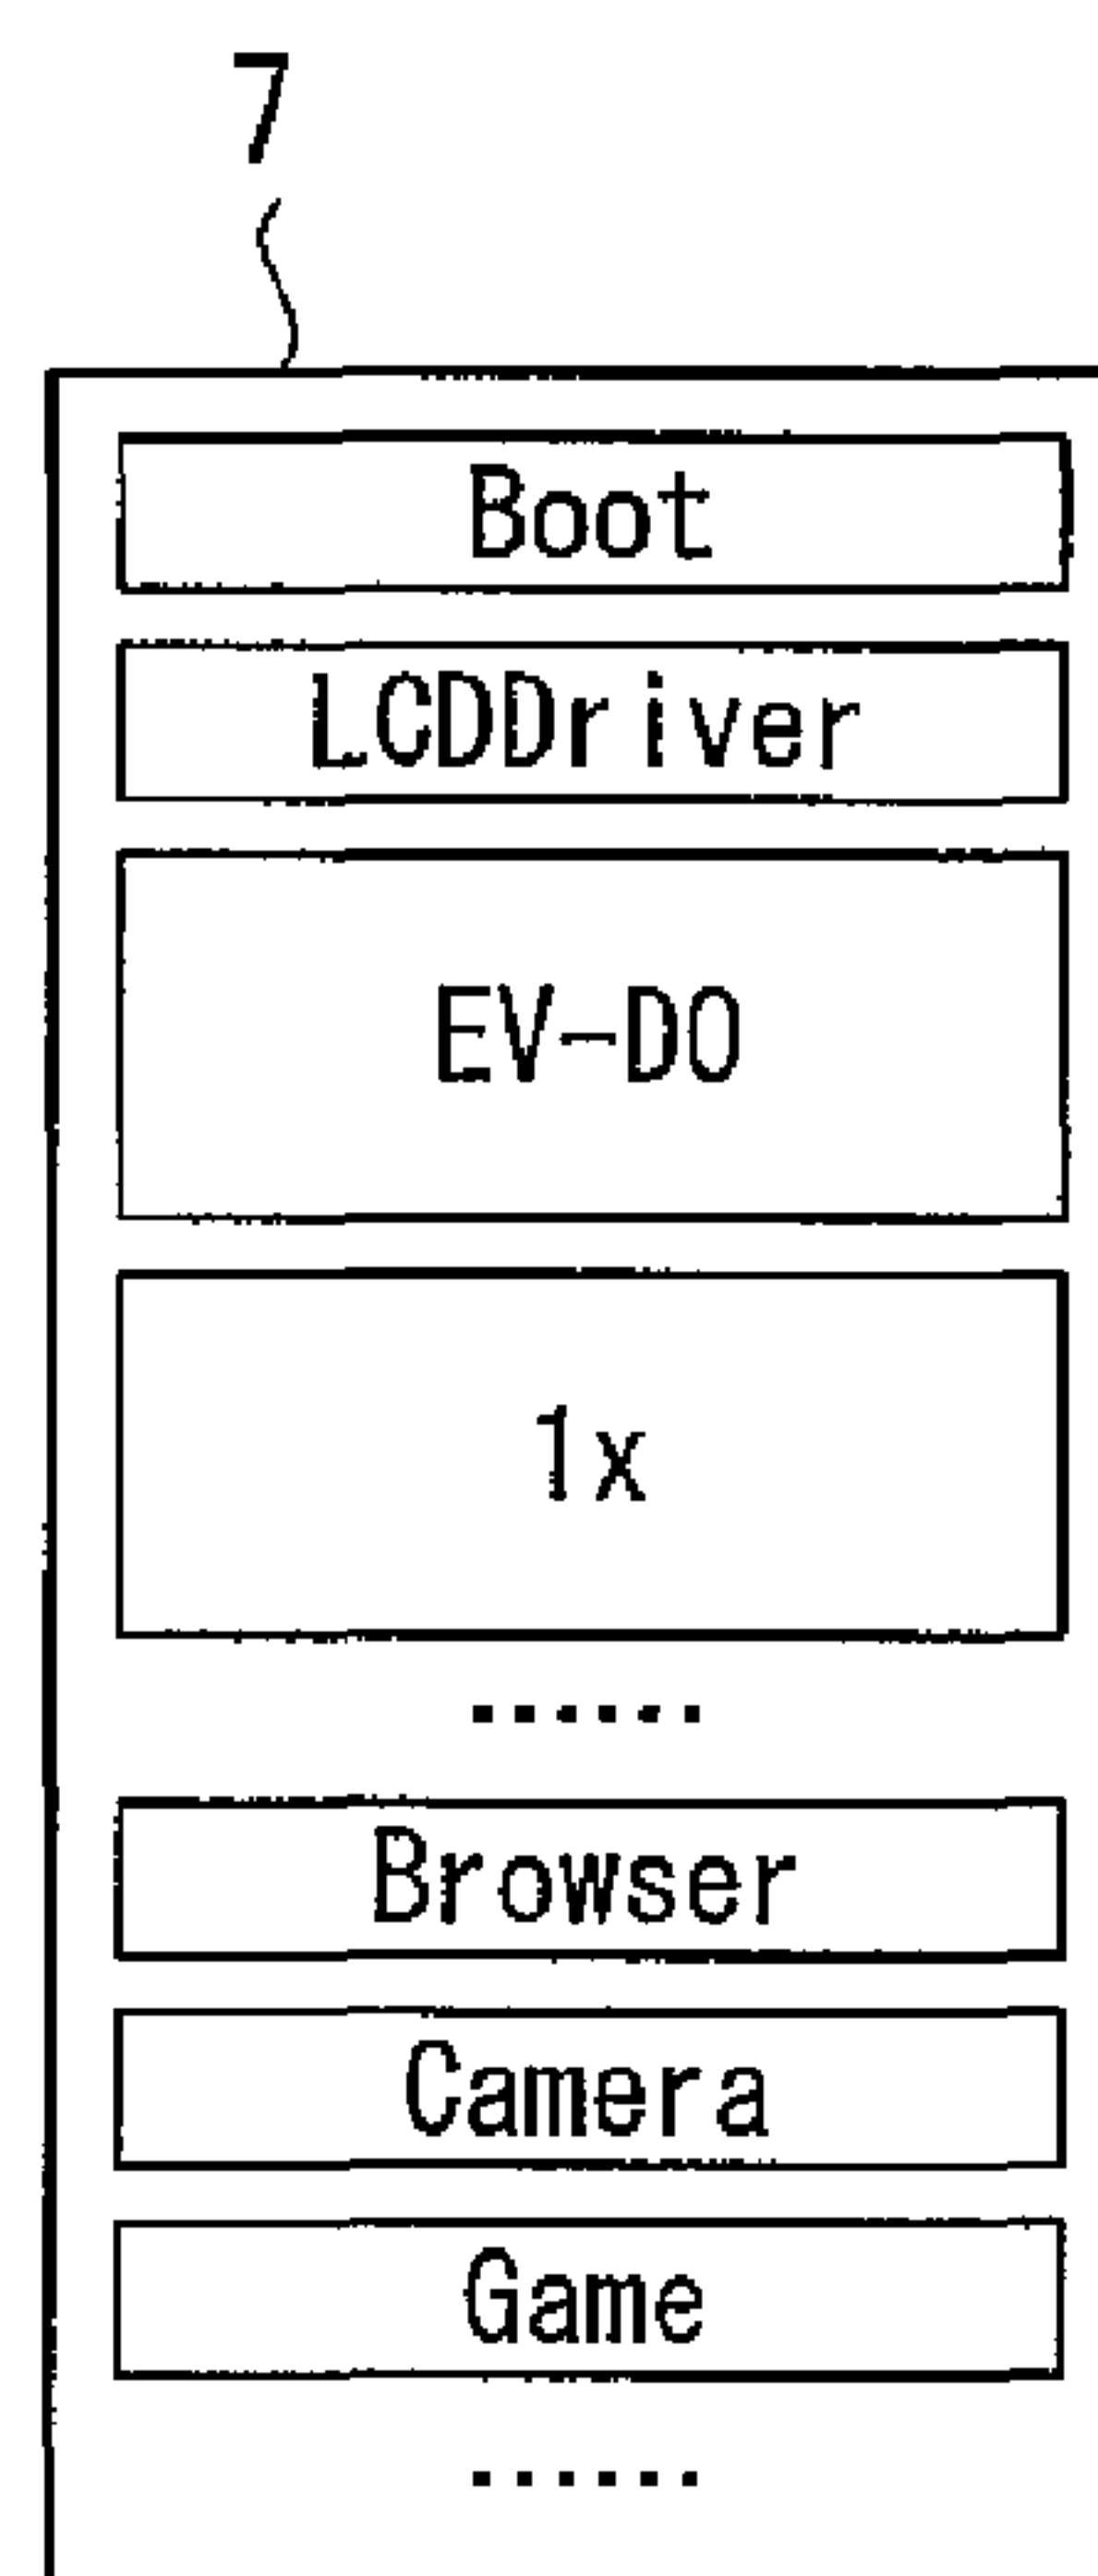 7
Boot
LCDDriver
EV-DO
1x
......
Browser
Camera
Game
......